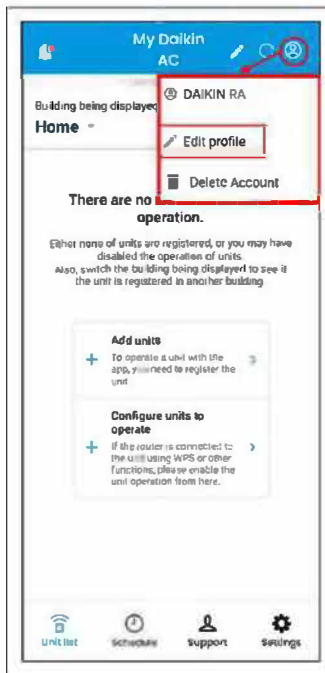 My Daikin
AC
Building being displayed
Home
DAIKIN RA
Edit profile
Delete Account
There are no
operation.
Either none of units are registered, or you may have
disabled the operation of units.
Also, switch the building being displayed to see if
the unit is registered in another building
Add units
To operate a unit with the
app, you need to register the
unit
Configure units to
operate
If the router is connected to
the unit using WPS or other
functions, please enable the
unit operation from here.
Unit list
Schedule
Support
Settings